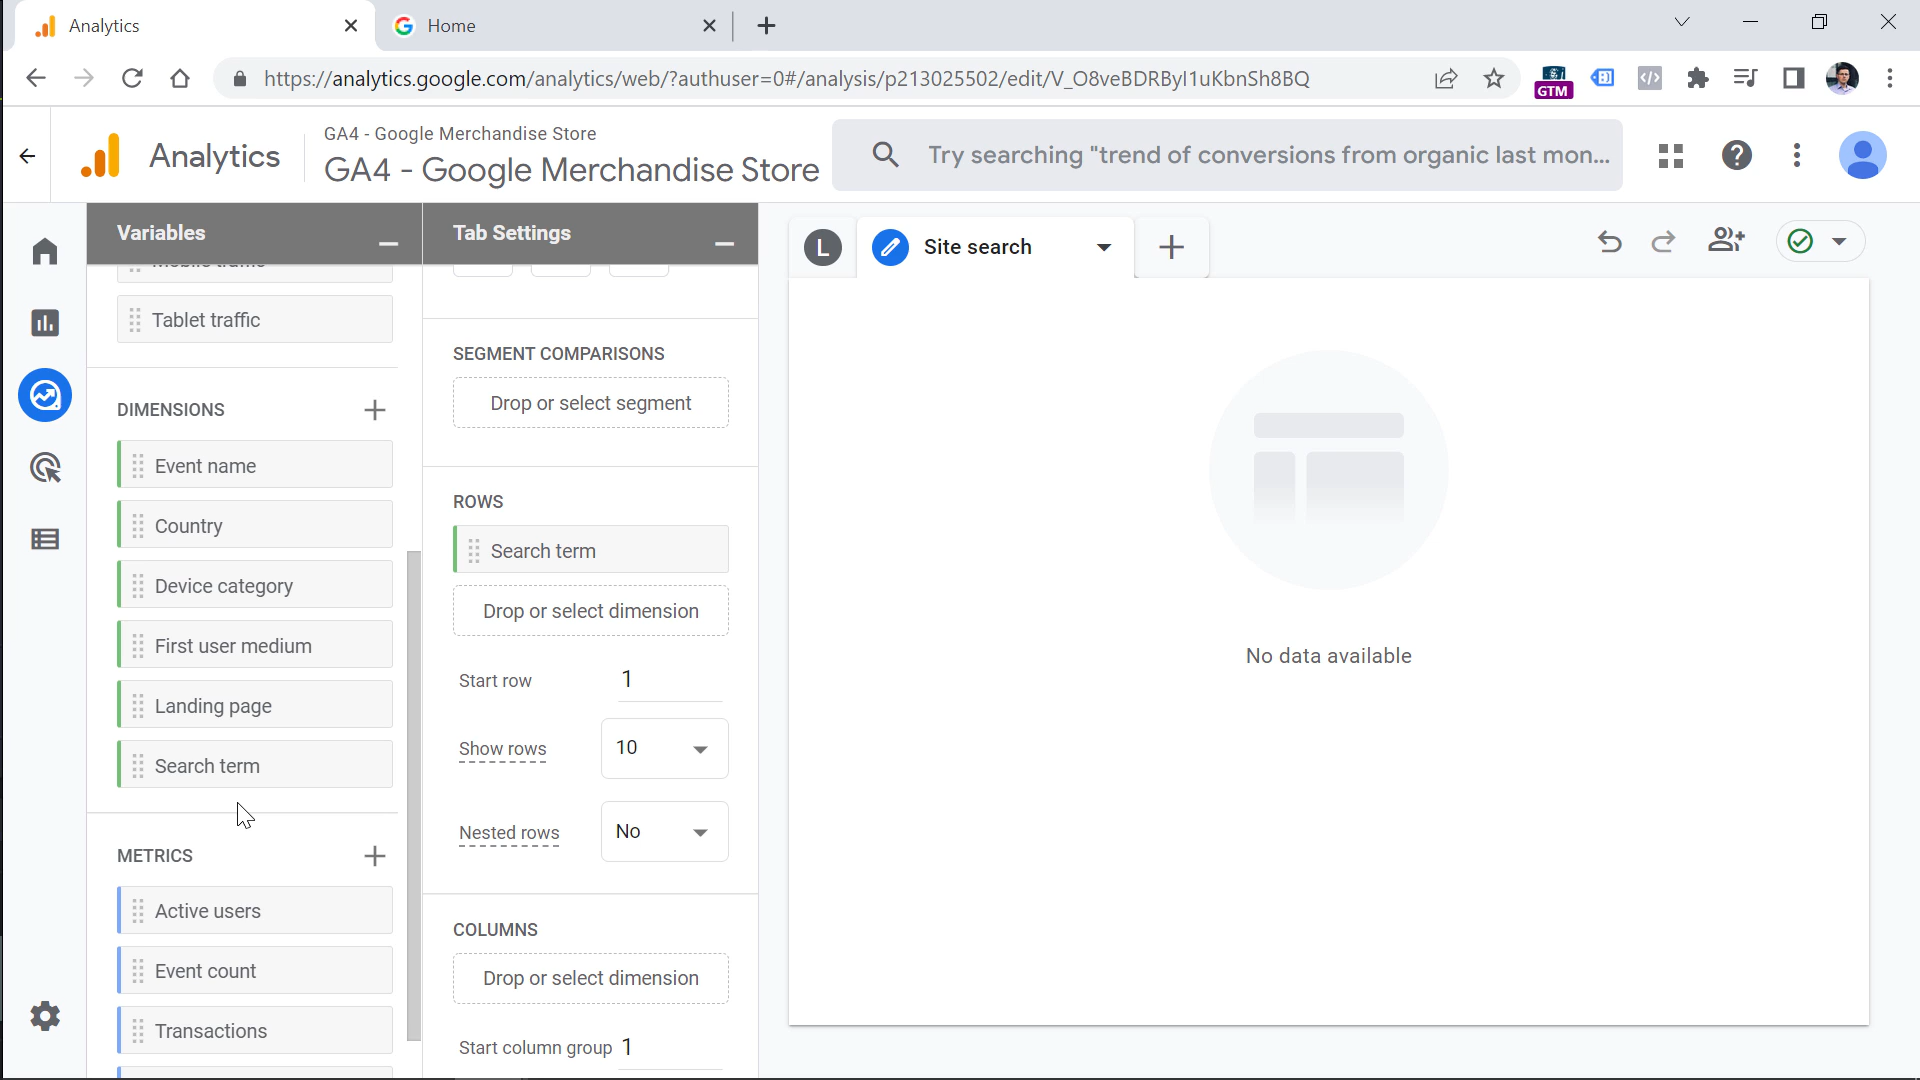 Analytics
Home
https://analytics.google.com/analytics/web/?authuser=0#/analysis/p213025502/edit/V_O8veBDRByI1uKbnSh8BQ
GTM
Analytics
GA4 - Google Merchandise Store
GA4 - Google Merchandise Store
Try searching "trend of conversions from organic last mon...
Variables
Tab Settings
L
Site search
Tablet traffic
SEGMENT COMPARISONS
Drop or select segment
DIMENSIONS
Event name
Country
Device category
First user medium
Landing page
Search term
ROWS
Search term
Drop or select dimension
Start row 1
Show rows 10
Nested rows No
No data available
METRICS
Active users
Event count
Transactions
COLUMNS
Drop or select dimension
Start column group 1